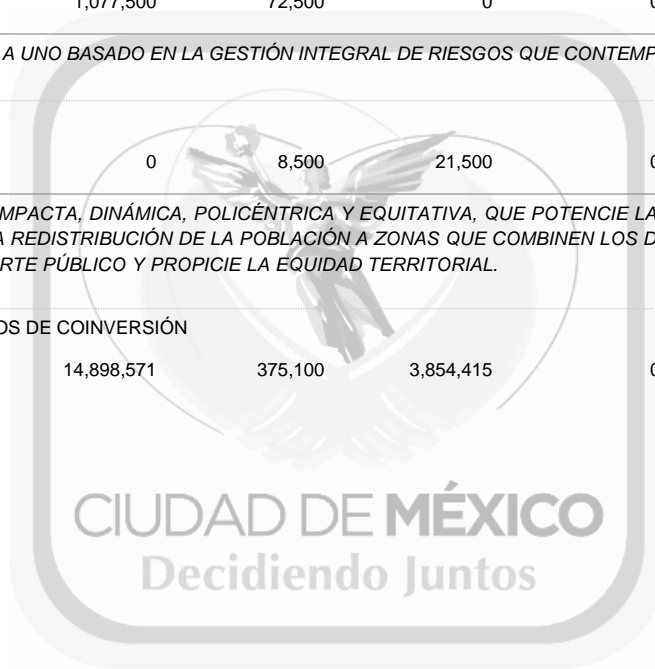 1,077,500 72,500 0 0
A UNO BASADO EN LA GESTIÓN INTEGRAL DE RIESGOS QUE CONTEMP
0 8,500 21,500 0
MPACTA, DINÁMICA, POLICÉNTRICA Y EQUITATIVA, QUE POTENCIE LA
A REDISTRIBUCIÓN DE LA POBLACIÓN A ZONAS QUE COMBINEN LOS D
RTE PÚBLICO Y PROPICIE LA EQUIDAD TERRITORIAL.
OS DE COINVERSIÓN
14,898,571 375,100 3,854,415 0
CIUDAD DE MÉXICO
Decidiendo Juntos